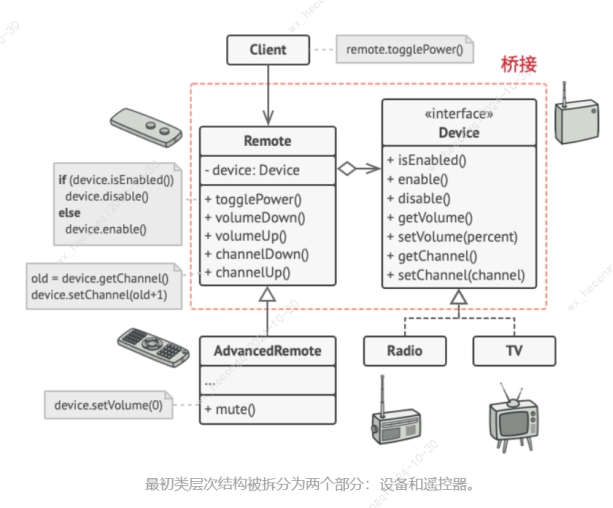 Client
remote.togglePower()
桥接
«interface»
Device
+ isEnabled()
+ enable()
+ disable()
+ getVolume()
+ setVolume(percent)
+ getChannel()
+ setChannel(channel)
Remote
- device: Device
+ togglePower()
+ volumeDown()
+ volumeUp()
+ channelDown()
+ channelUp()
if (device.isEnabled())
device.disable()
else
device.enable()
old = device.getChannel()
device.setChannel(old+1)
AdvancedRemote
...
+ mute()
device.setVolume(0)
Radio
TV
最初类层次结构被拆分为两个部分：设备和遥控器。